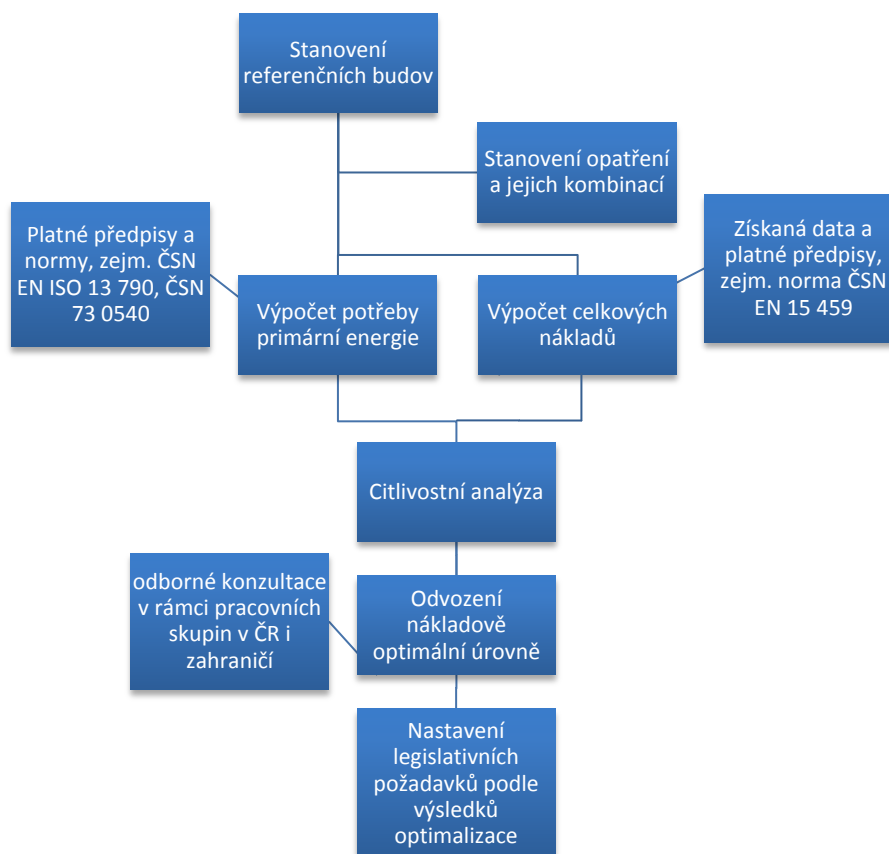 Stanovení
referenčních budov
Stanovení opatření
a jejich kombinací
Platné předpisy a
normy, zejm. ČSN
EN ISO 13 790, ČSN
73 0540
Získaná data a
platné předpisy,
zejm. norma ČSN
EN 15 459
Výpočet potřeby
primární energie
Výpočet celkových
nákladů
Citlivostní analýza
odborné konzultace
v rámci pracovních
skupin v ČR i
zahraničí
Odvození
nákladově
optimální úrovně
Nastavení
legislativních
požadavků podle
výsledků
optimalizace